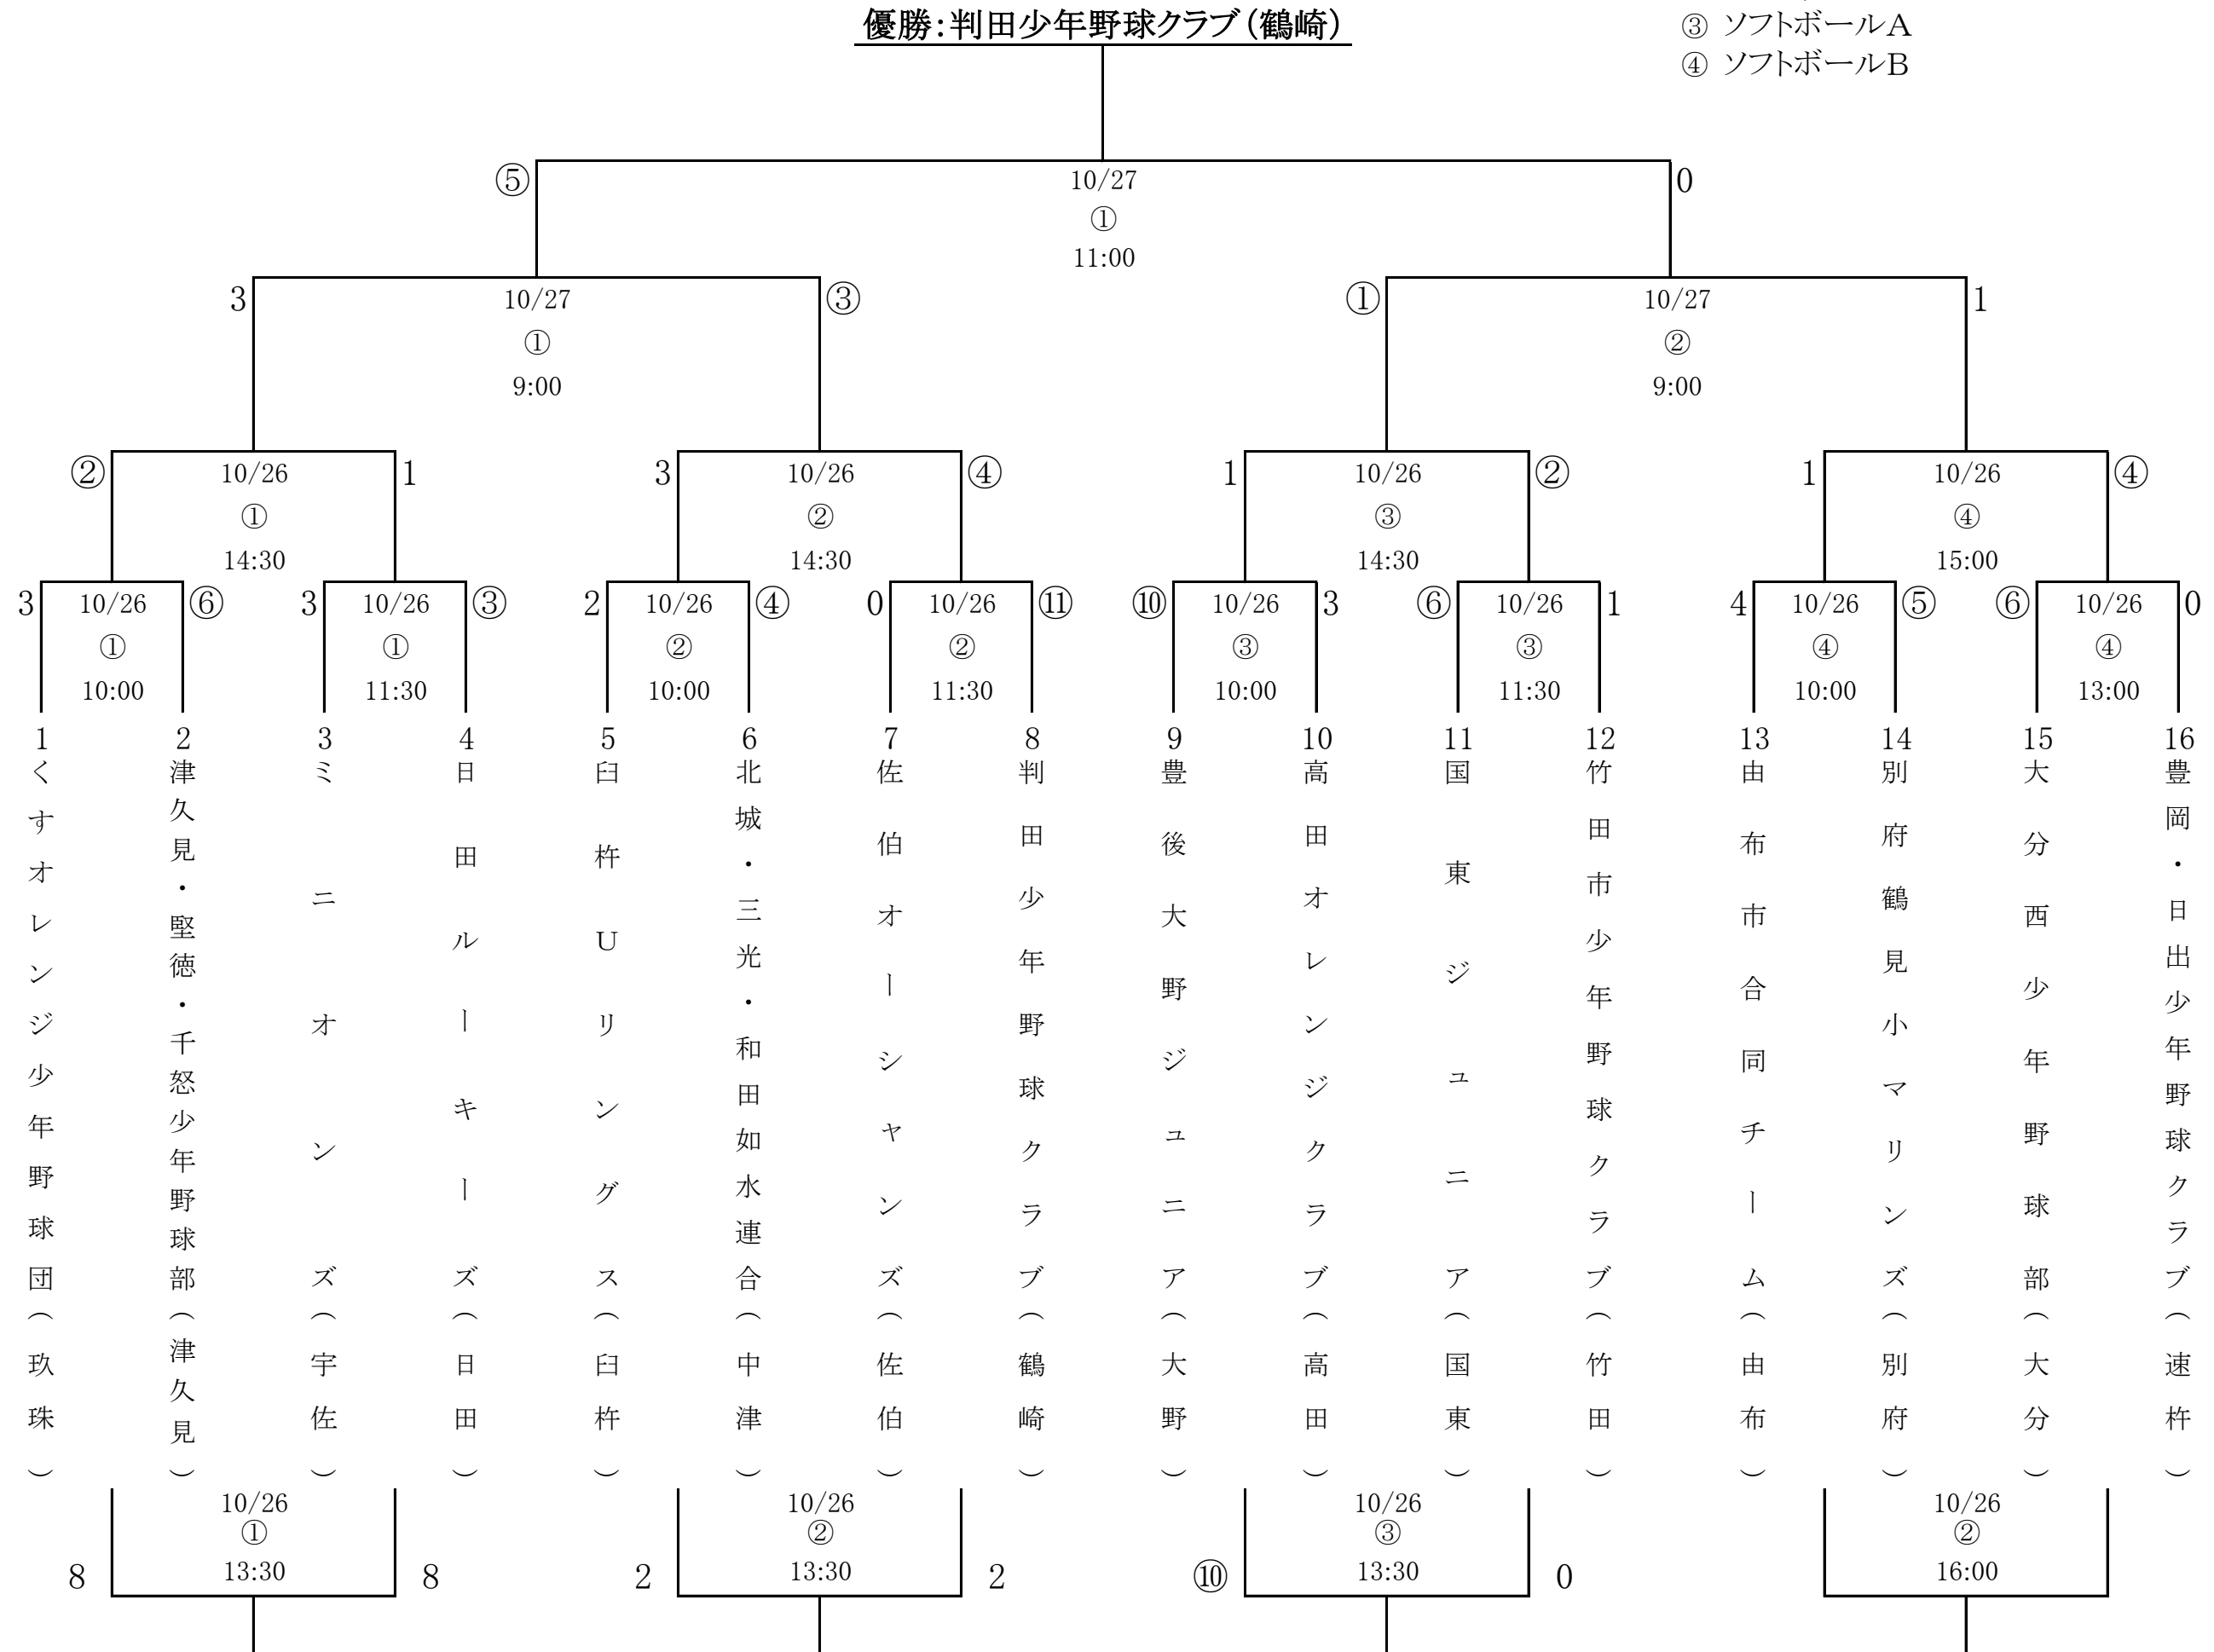 優勝：判田少年野球クラブ（鶴崎）
③ ソフトボールA
④ ソフトボールB
⑤ 10/27 0
①
11:00
3 10/27 ③ ① 10/27 1
① ②
9:00 9:00
② 10/26 1 3 10/26 ④ 1 10/26 ② 1 10/26 ④
① ② ③ ④
14:30 14:30 14:30 15:00
3 10/26 ⑥ 3 10/26 ③ 2 10/26 ④ 0 10/26 ⑪ ⑩ 10/26 3 ⑥ 10/26 1 4 10/26 ⑤ ⑥ 10/26 0
① ① ② ② ③ ③ ④ ④
10:00 11:30 10:00 11:30 10:00 11:30 10:00 13:00
1 くすオレンジ少年野球団（玖珠）
2 津久見・堅徳・千怒少年野球部（津久見）
3 ミニオンズ（宇佐）
4 日田ルーキーズ（日田）
5 臼杵Uリングス（臼杵）
6 北城・三光・和田如水連合（中津）
7 佐伯オーシャンズ（佐伯）
8 判田少年野球クラブ（鶴崎）
9 豊後大野ジュニア（大野）
10 高田オレンジクラブ（高田）
11 国東ジュニア（国東）
12 竹田市少年野球クラブ（竹田）
13 由布市合同チーム（由布）
14 別府鶴見小マリンズ（別府）
15 大分西少年野球部（大分）
16 豊岡・日出少年野球クラブ（速杵）
10/26 10/26 10/26 10/26
① ② ③ ②
8 13:30 8 2 13:30 2 ⑩ 13:30 0 16:00